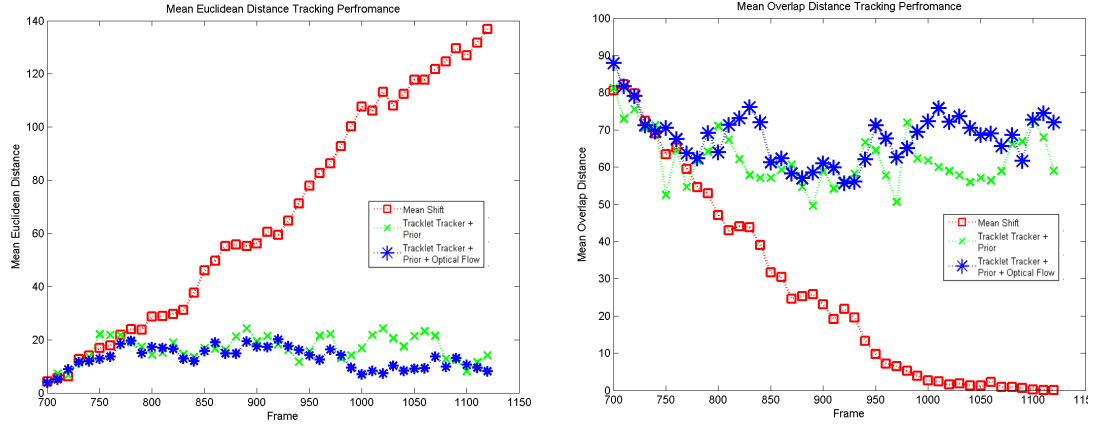 Mean Euclidean Distance Tracking Perfromance
140
120
100
80
60
40
20
0
Mean Euclidean Distance
700
750
800
850
900
950
1000
1050
1100
1150
Frame
Mean Shift
Tracklet Tracker +
Prior
Tracklet Tracker +
Prior + Optical Flow
Mean Overlap Distance Tracking Perfromance
100
90
80
70
60
50
40
30
20
10
0
Mean Overlap Distance
700
750
800
850
900
950
1000
1050
1100
115
Frame
Mean Shift
Tracklet Tracker +
Prior
Tracklet Tracker +
Prior + Optical Flow